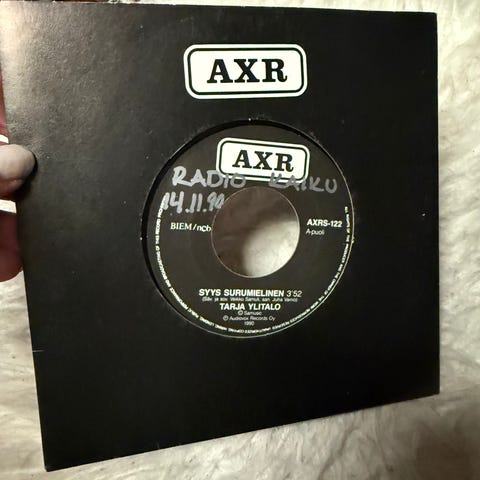 AXR
AXR
RADIO KAIKU
14.11.90
BIEM/ncb
AXRS-122
A-puoli
SYYS SURUMIELINEN 3'52
(Säv. ja sov. Veikko Samuli, san. Juha Vainio)
TARJA YLITALO
© Samusic
℗ Audiovox Records Oy
1990